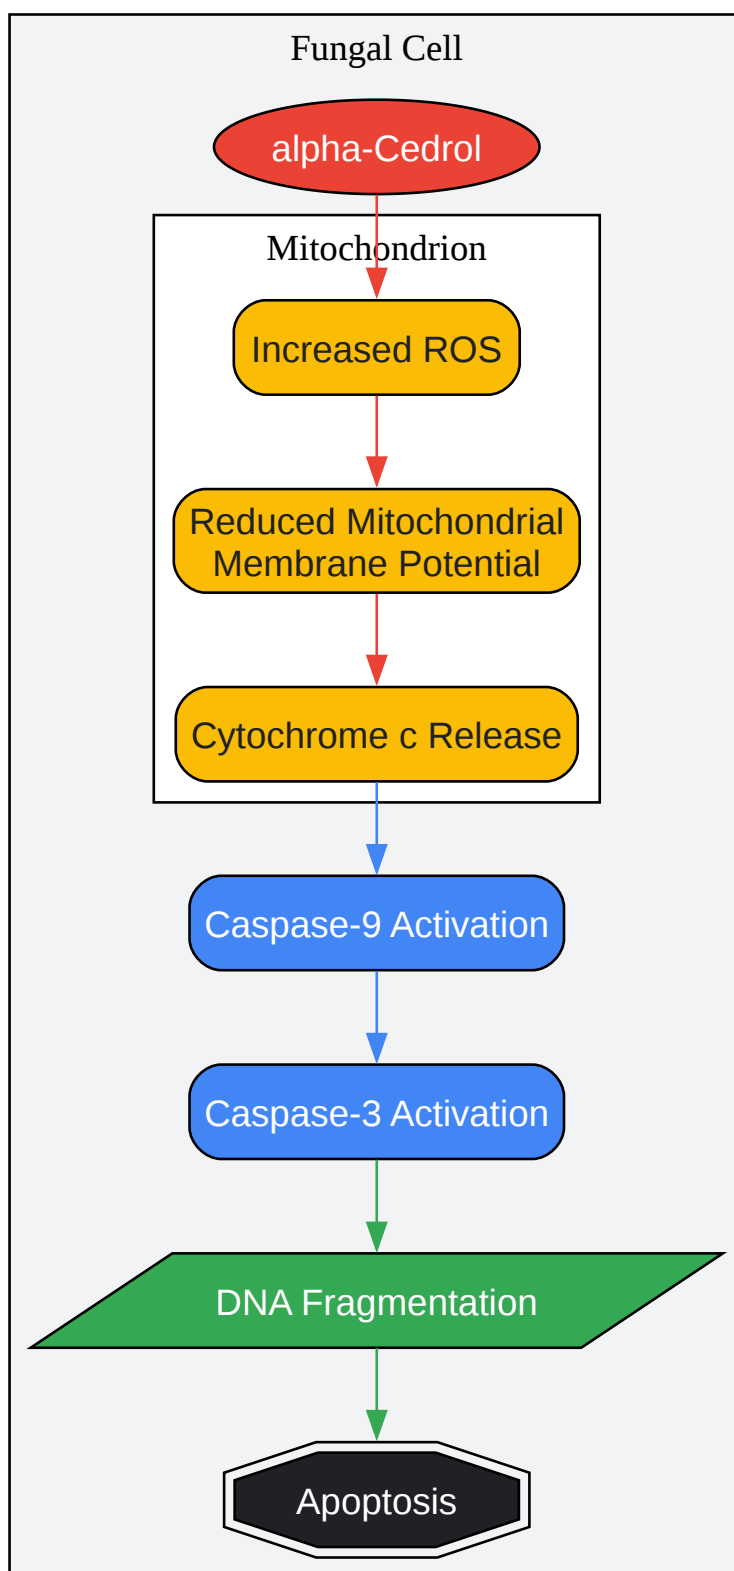 Fungal Cell
alpha-Cedrol
Mitochondrion
Increased ROS
Reduced Mitochondrial
Membrane Potential
Cytochrome c Release
Caspase-9 Activation
Caspase-3 Activation
DNA Fragmentation
Apoptosis